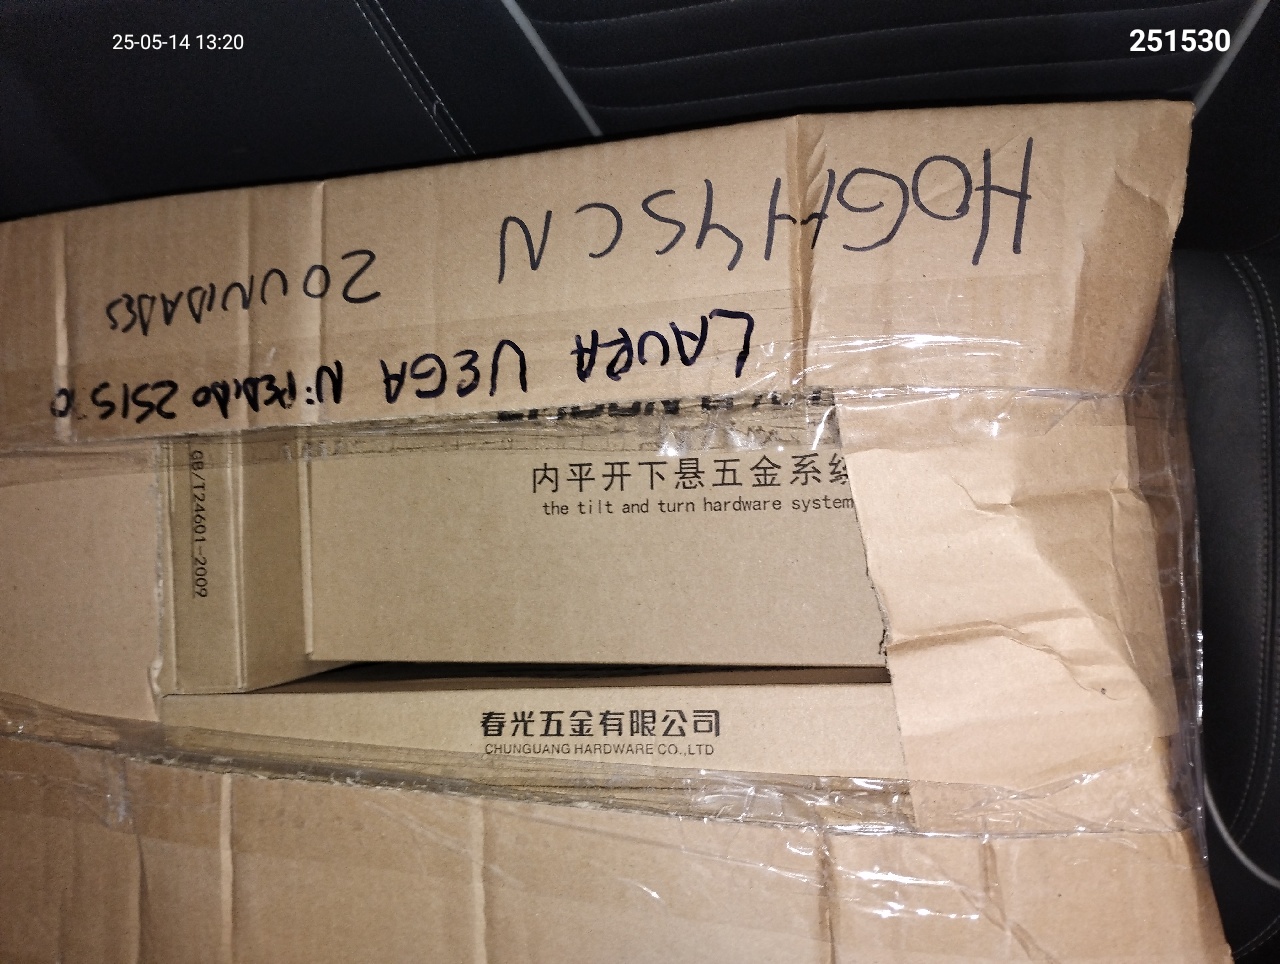 25-05-14 13:20
251530
20 UNIDADES
LAURA VEGA N: PEDIDO 251530
GB/T24601-2009
内平开下悬五金系统
the tilt and turn hardware system
春光五金有限公司
CHUNGUANG HARDWARE CO.,LTD